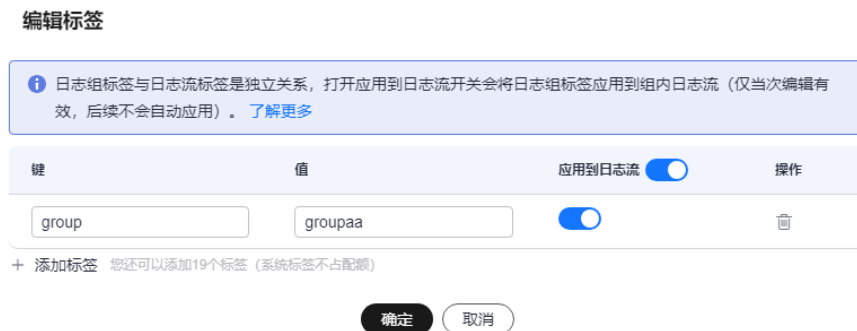 编辑标签
日志组标签与日志流标签是独立关系，打开应用到日志流开关会将日志组标签应用到组内日志流（仅当次编辑有
效，后续不会自动应用）。 了解更多
键 值 应用到日志流 操作
group groupaa
+ 添加标签 您还可以添加19个标签（系统标签不占配额）
确定 取消